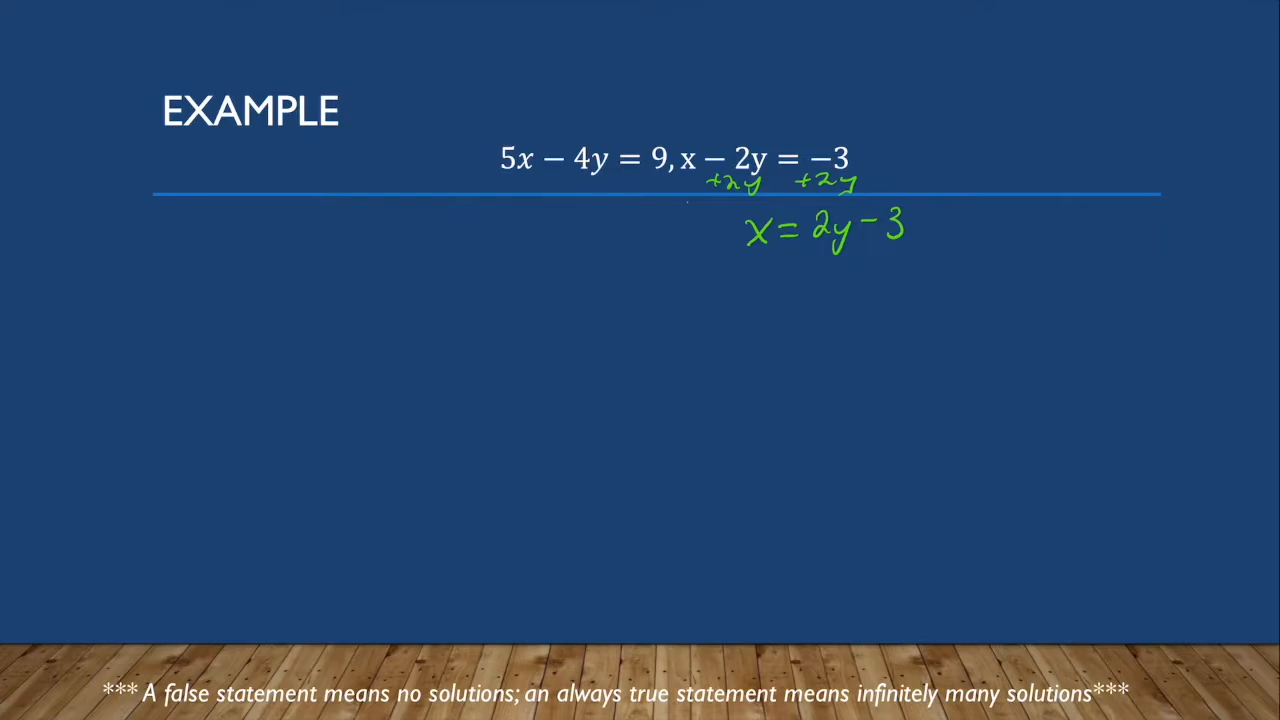 EXAMPLE
5x − 4y = 9, x − 2y = −3
+2y +2y
x = 2y − 3
*** A false statement means no solutions; an always true statement means infinitely many solutions***